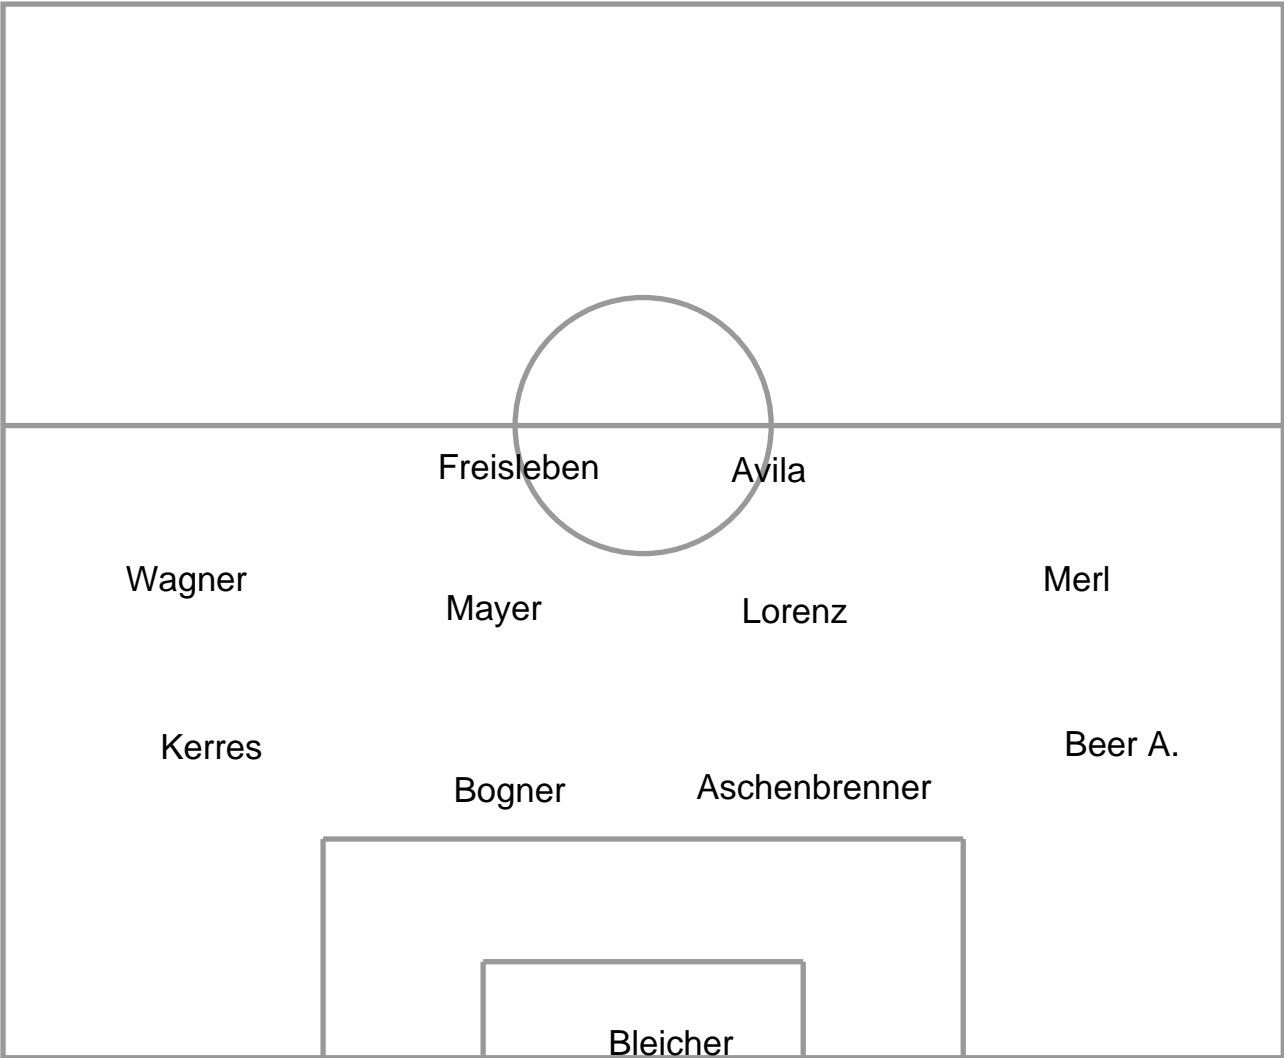 Freisleben
Avila
Wagner
Merl
Mayer
Lorenz
Kerres
Beer A.
Bogner
Aschenbrenner
Bleicher